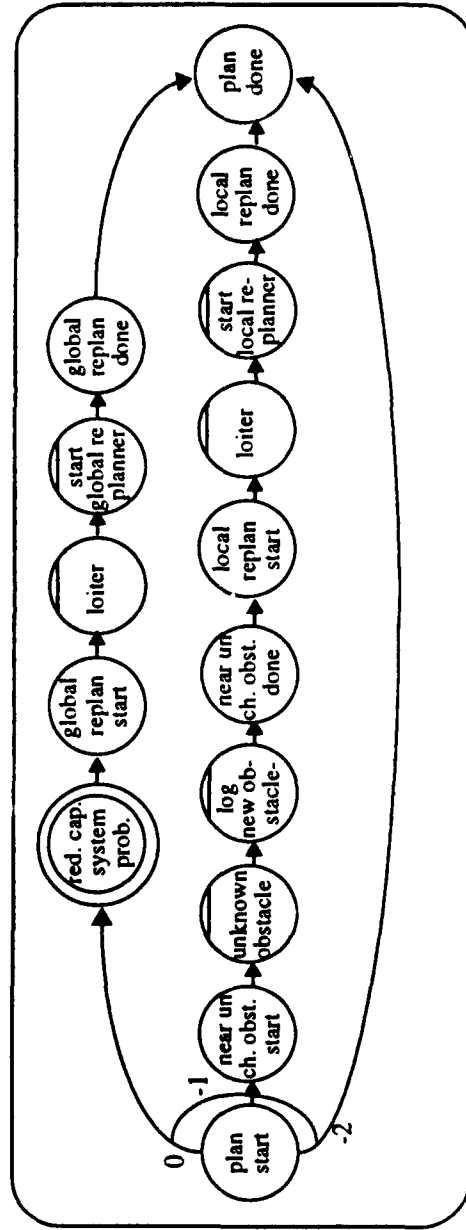 plan
start
0
-1
-2
red. cap.
system
prob.
global
replan
start
loiter
start
global re
planner
global
replan
done
near un
ch. obst.
start
unknown
obstacle
log
new ob-
stacle-
near un
ch. obst.
done
local
replan
start
loiter
start
local re-
planner
local
replan
done
plan
done